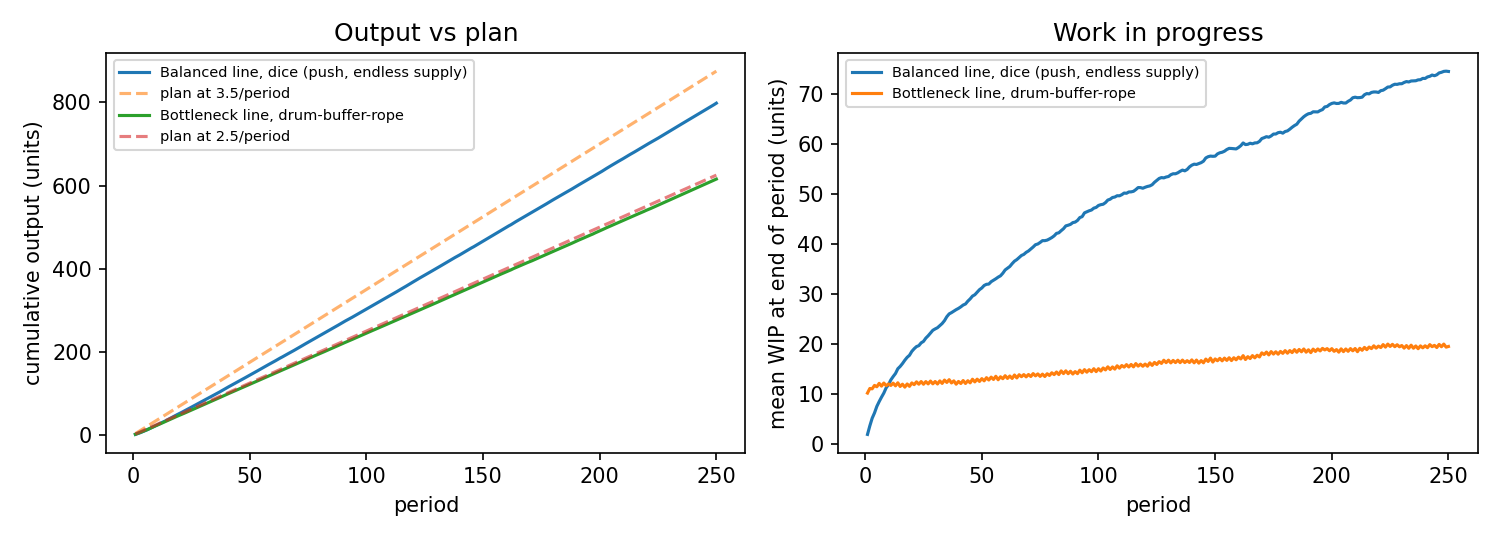 Output vs plan
cumulative output (units)
800
600
400
200
0
Balanced line, dice (push, endless supply)
plan at 3.5/period
Bottleneck line, drum-buffer-rope
plan at 2.5/period
0 50 100 150 200 250
period
Work in progress
mean WIP at end of period (units)
70
60
50
40
30
20
10
0
Balanced line, dice (push, endless supply)
Bottleneck line, drum-buffer-rope
0 50 100 150 200 250
period